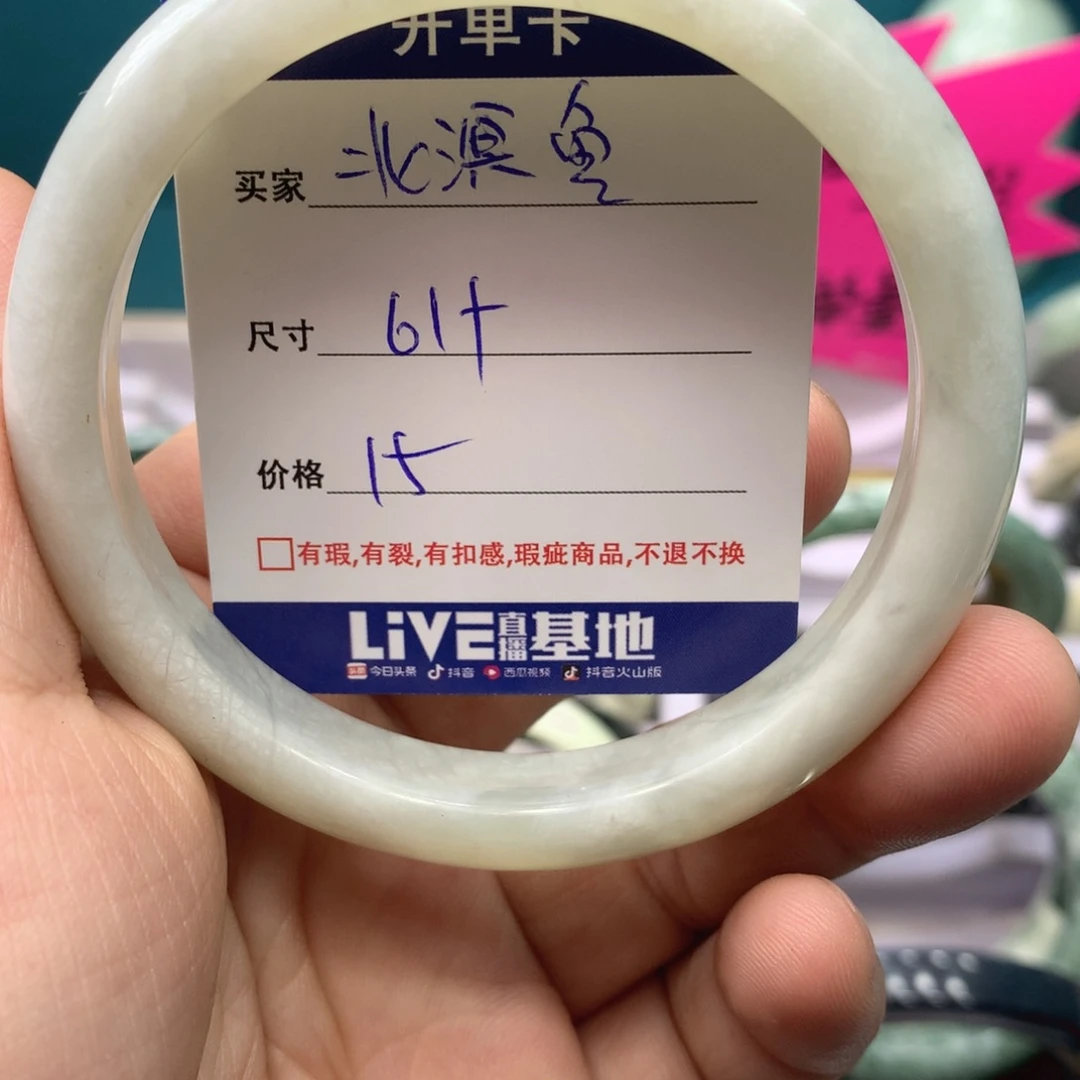 开单卡
买家 北溟鱼
尺寸 61+
价格 15
□有瑕,有裂,有扣感,瑕疵商品,不退不换
LiVE直播基地
头条 今日头条 抖音 西瓜视频 抖音火山版